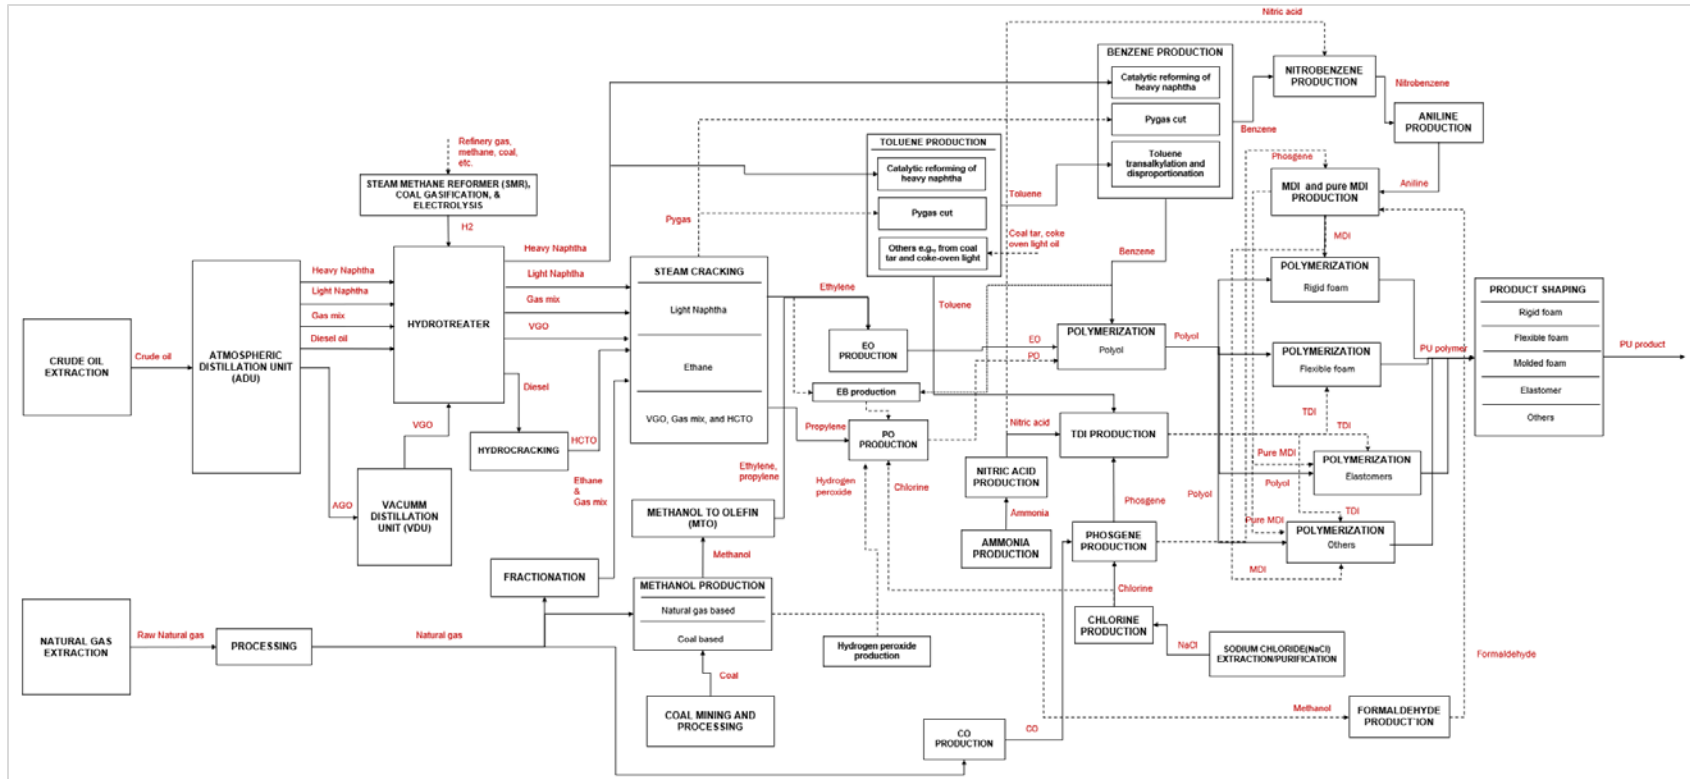 Nitric acid
BENZENE PRODUCTION
Catalytic reforming of
heavy naphtha
Pygas cut
Toluene
transalkylation and
disproportionation
NITROBENZENE
PRODUCTION
Nitrobenzene
ANILINE
PRODUCTION
Benzene
Phosgene
Aniline
MDI and pure MDI
PRODUCTION
MDI
Refinery gas,
methane, coal,
etc.
STEAM METHANE REFORMER (SMR),
COAL GASIFICATION, &
ELECTROLYSIS
H2
TOLUENE PRODUCTION
Catalytic reforming of
heavy naphtha
Pygas cut
Others e.g., from coal
tar and coke-oven light
Toluene
Coal tar, coke
oven light oil
Pygas
Benzene
Toluene
Heavy Naphtha
Light Naphtha
Gas mix
VGO
Heavy Naphtha
Light Naphtha
Gas mix
Diesel oil
HYDROTREATER
STEAM CRACKING
Light Naphtha
Ethane
VGO, Gas mix, and HCTO
Ethylene
EO
PRODUCTION
EO
PO
POLYMERIZATION
Polyol
Polyol
POLYMERIZATION
Rigid foam
POLYMERIZATION
Flexible foam
PU polymer
PRODUCT SHAPING
Rigid foam
Flexible foam
Molded foam
Elastomer
Others
PU product
CRUDE OIL
EXTRACTION
Crude oil
ATMOSPHERIC
DISTILLATION UNIT
(ADU)
Diesel
VGO
HYDROCRACKING
HCTO
Ethane
&
Gas mix
AGO
VACUMM
DISTILLATION
UNIT (VDU)
EB production
Propylene
PO
PRODUCTION
Ethylene,
propylene
Hydrogen
peroxide
Chlorine
Nitric acid
TDI PRODUCTION
TDI
TDI
NITRIC ACID
PRODUCTION
Ammonia
AMMONIA
PRODUCTION
Phosgene
PHOSGENE
PRODUCTION
Pure MDI
Polyol
Polyol
POLYMERIZATION
Elastomers
TDI
Pure MDI
POLYMERIZATION
Others
MDI
METHANOL TO OLEFIN
(MTO)
Methanol
FRACTIONATION
METHANOL PRODUCTION
Natural gas based
Coal based
Chlorine
CHLORINE
PRODUCTION
NaCl
SODIUM CHLORIDE(NaCl)
EXTRACTION/PURIFICATION
NATURAL GAS
EXTRACTION
Raw Natural gas
PROCESSING
Natural gas
Hydrogen peroxide
production
Coal
COAL MINING AND
PROCESSING
CO
PRODUCTION
CO
Methanol
FORMALDEHYDE
PRODUCTION
Formaldehyde